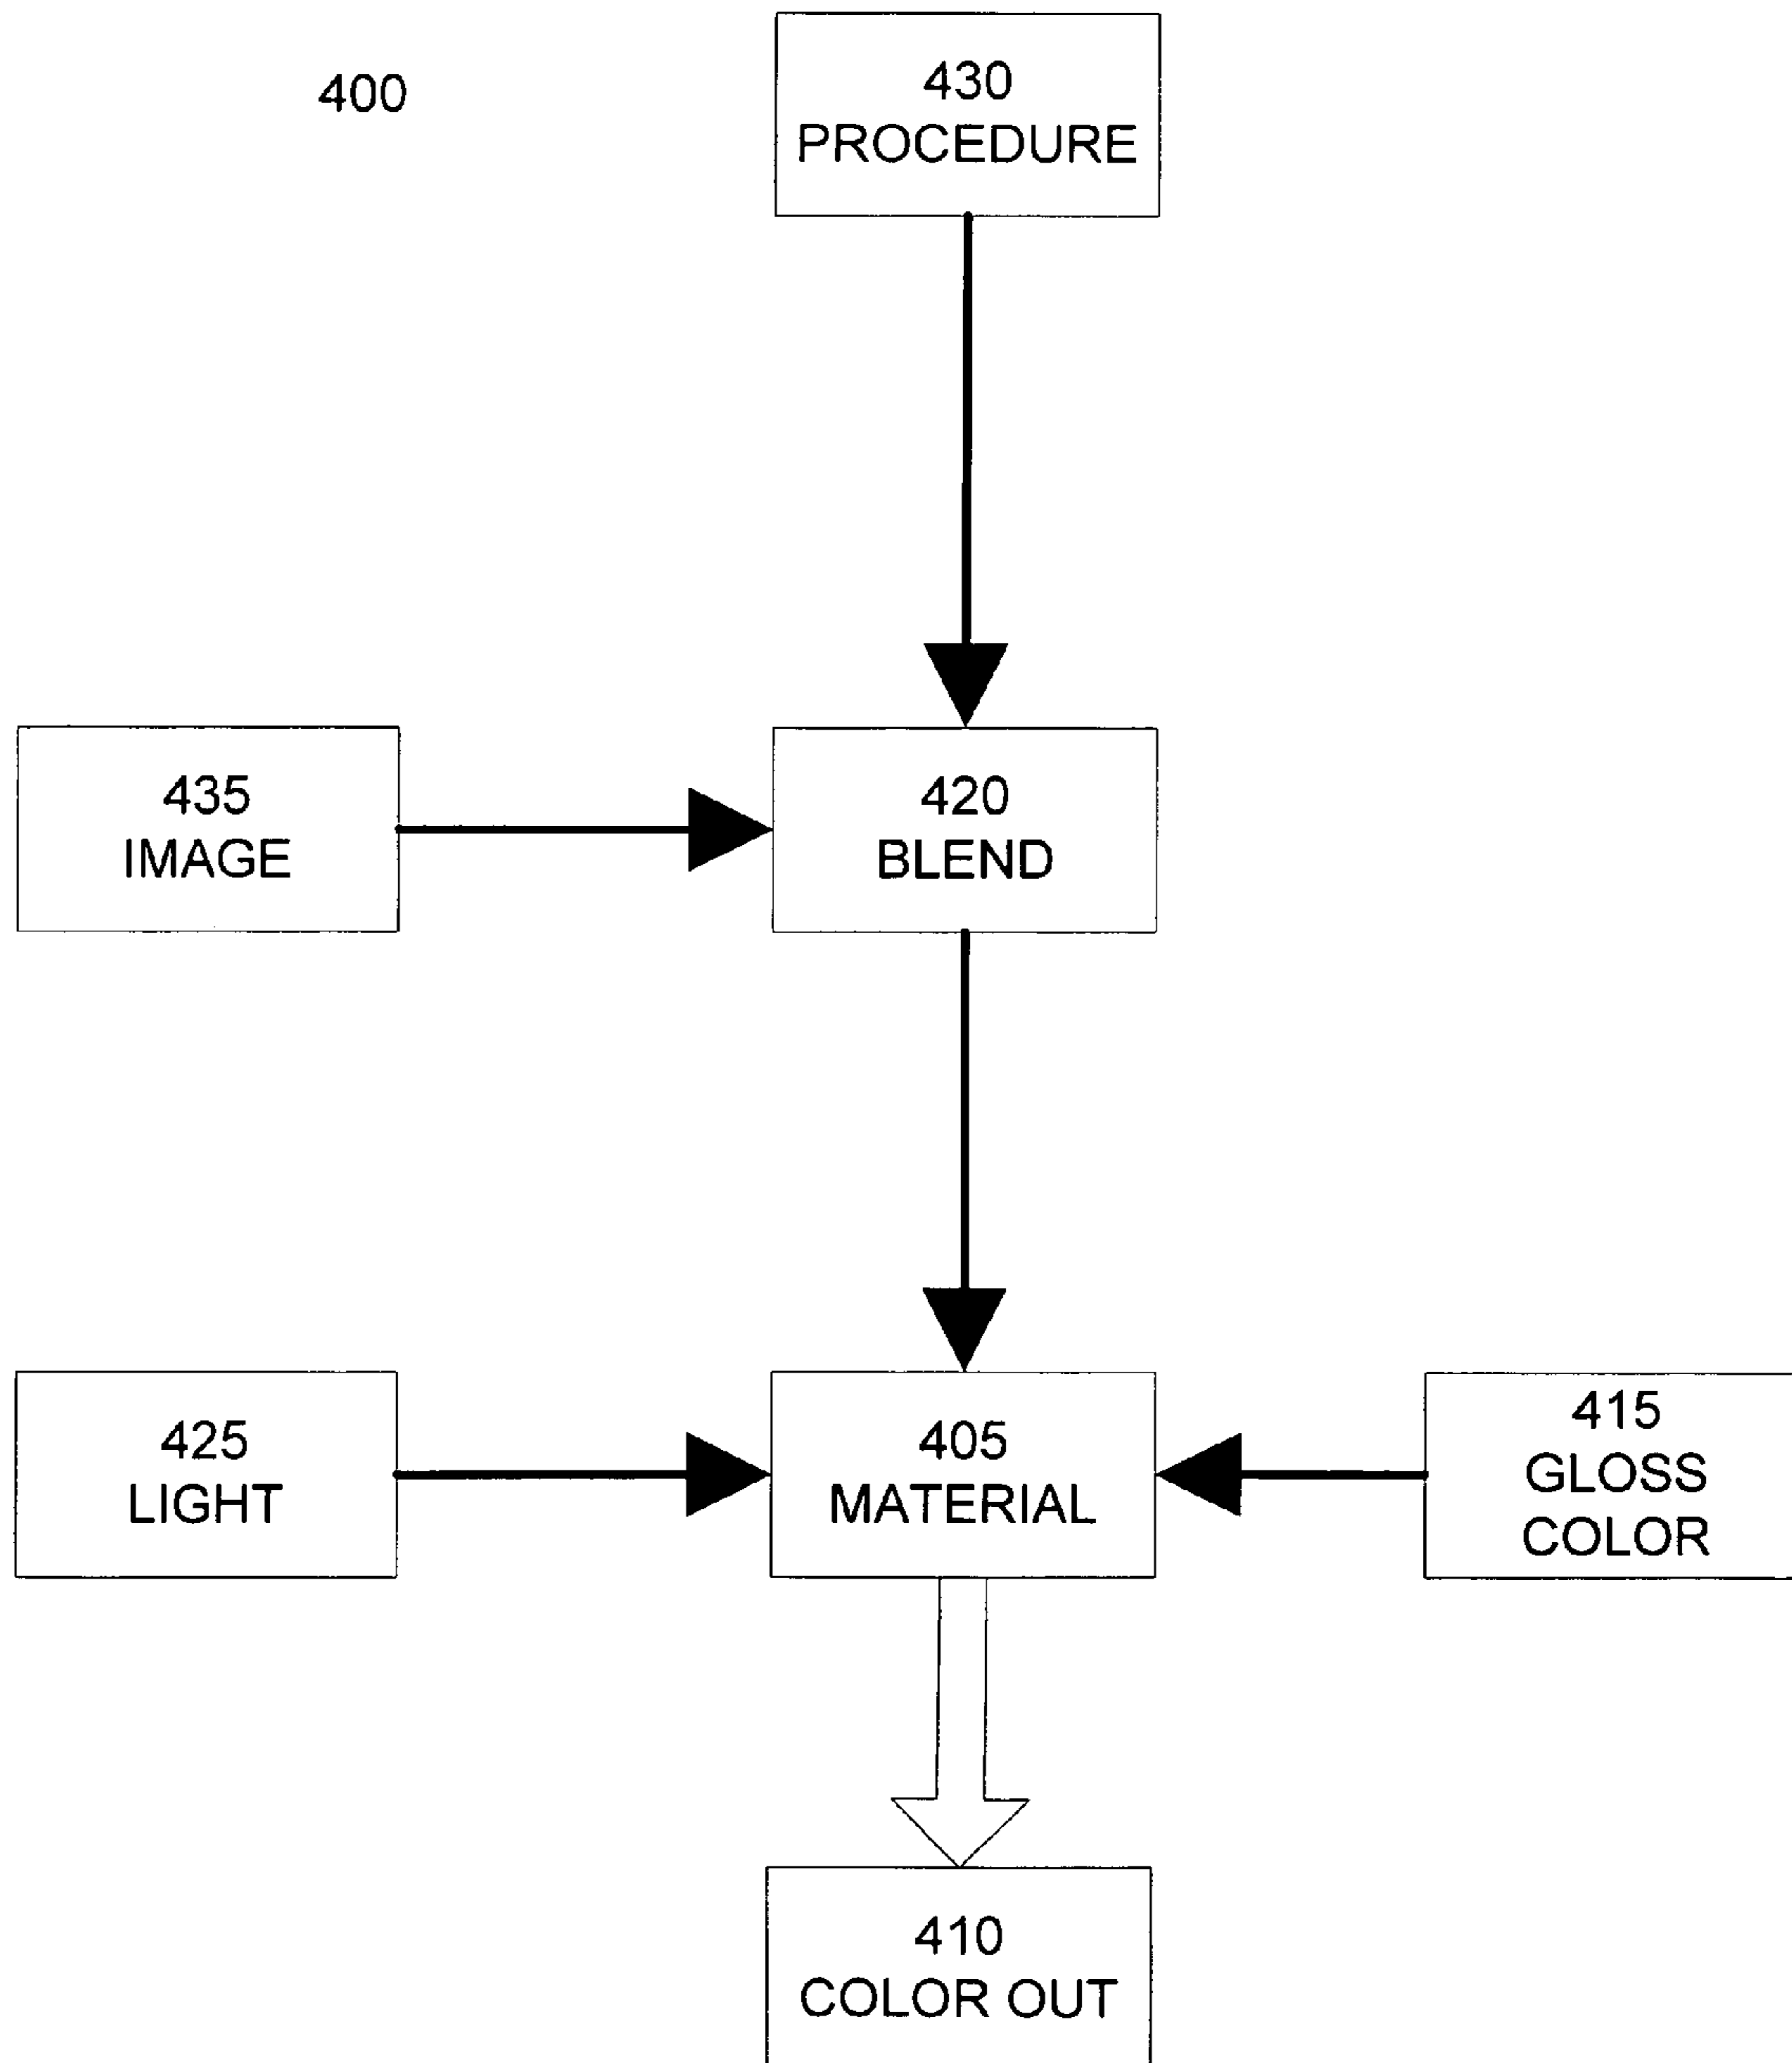 400
430
PROCEDURE
435
IMAGE
420
BLEND
425
LIGHT
405
MATERIAL
415
GLOSS
COLOR
410
COLOR OUT